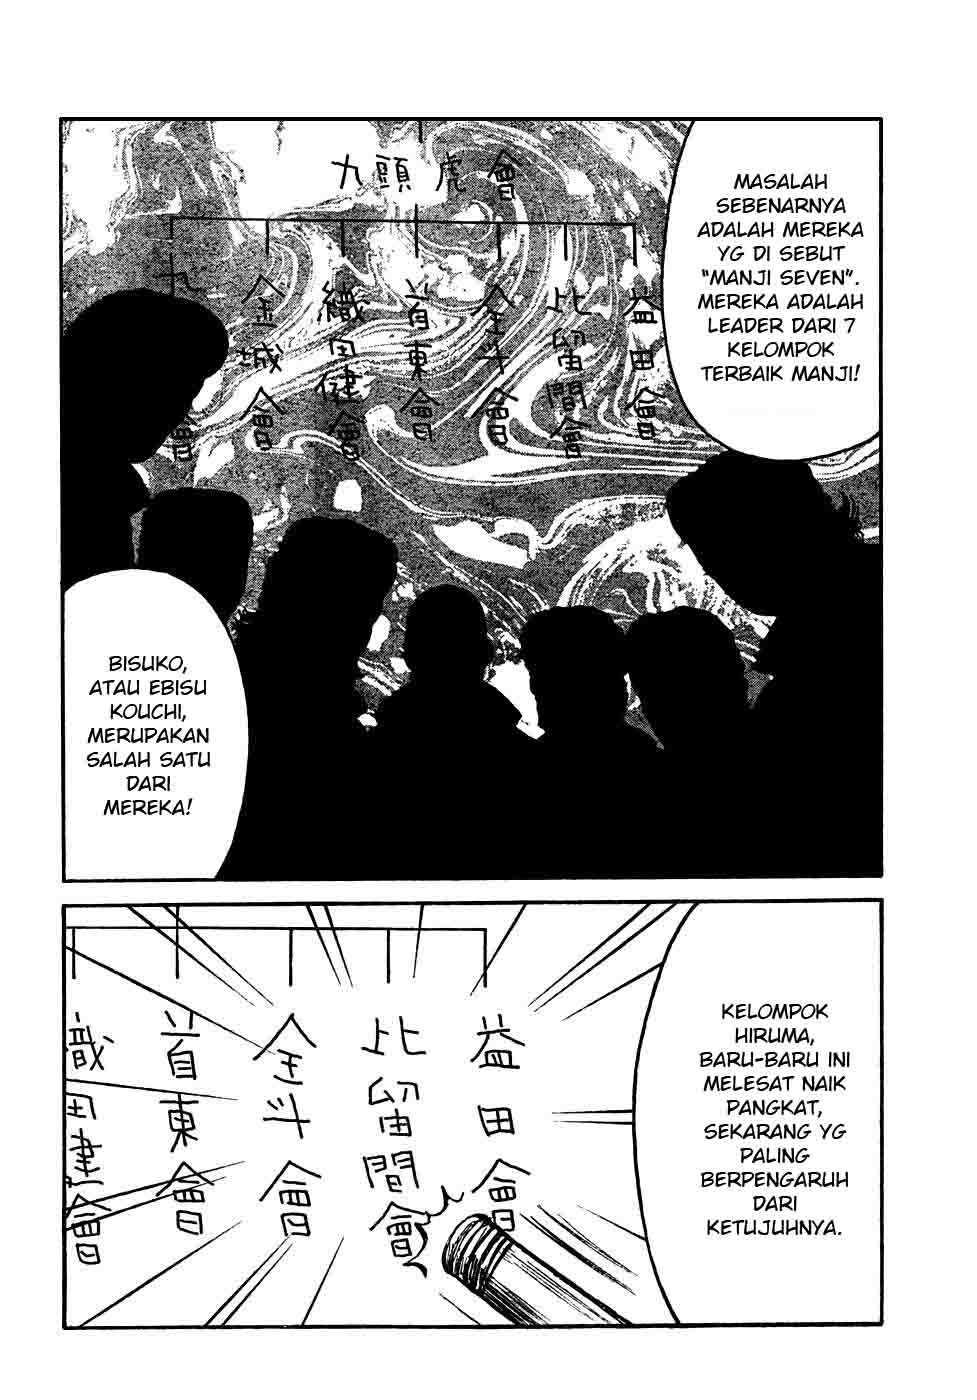 九頭虎會
MASALAH
SEBENARNYA
ADALAH MEREKA
YG DI SEBUT
“MANJI SEVEN”.
MEREKA ADALAH
LEADER DARI 7
KELOMPOK
TERBAIK MANJI!
益田會
比留間會
全斗會
首東會
織田健會
金城會
九
會
BISUKO,
ATAU EBISU
KOUCHI,
MERUPAKAN
SALAH SATU
DARI
MEREKA!
KELOMPOK
HIRUMA,
BARU-BARU INI
MELESAT NAIK
PANGKAT,
SEKARANG YG
PALING
BERPENGARUH
DARI
KETUJUHNYA.
益田會
比留間會
全斗會
首東會
織田健會